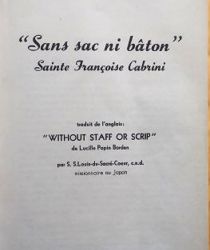 "Sans sac ni bâton"
Sainte Françoise Cabrini
traduit de l'anglais:
"WITHOUT STAFF OR SCRIP"
de Lucille Papin Borden
par S. S.Louis-du-Sacré-Coeur, c.n.d.
missionnaire au Japon